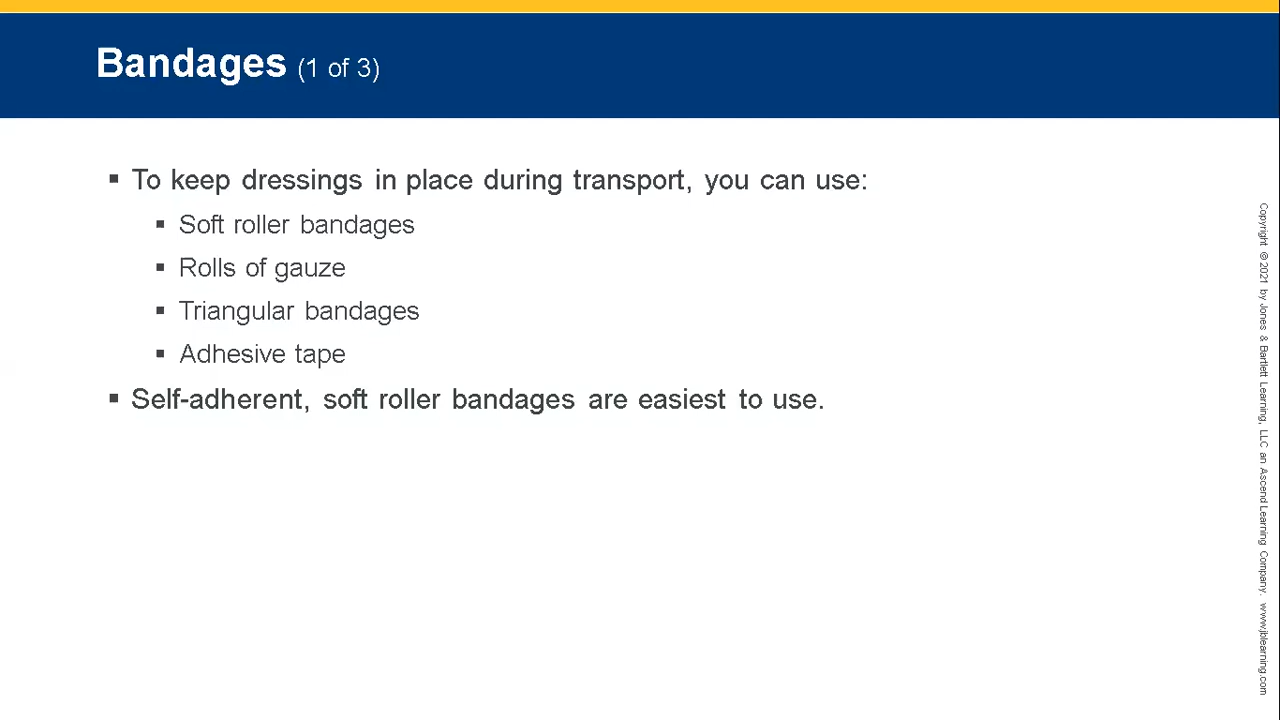 Bandages (1 of 3)
▪ To keep dressings in place during transport, you can use:
▪ Soft roller bandages
▪ Rolls of gauze
▪ Triangular bandages
▪ Adhesive tape
▪ Self-adherent, soft roller bandages are easiest to use.
Copyright © 2021 by Jones & Bartlett Learning, LLC an Ascend Learning Company. www.jblearning.com